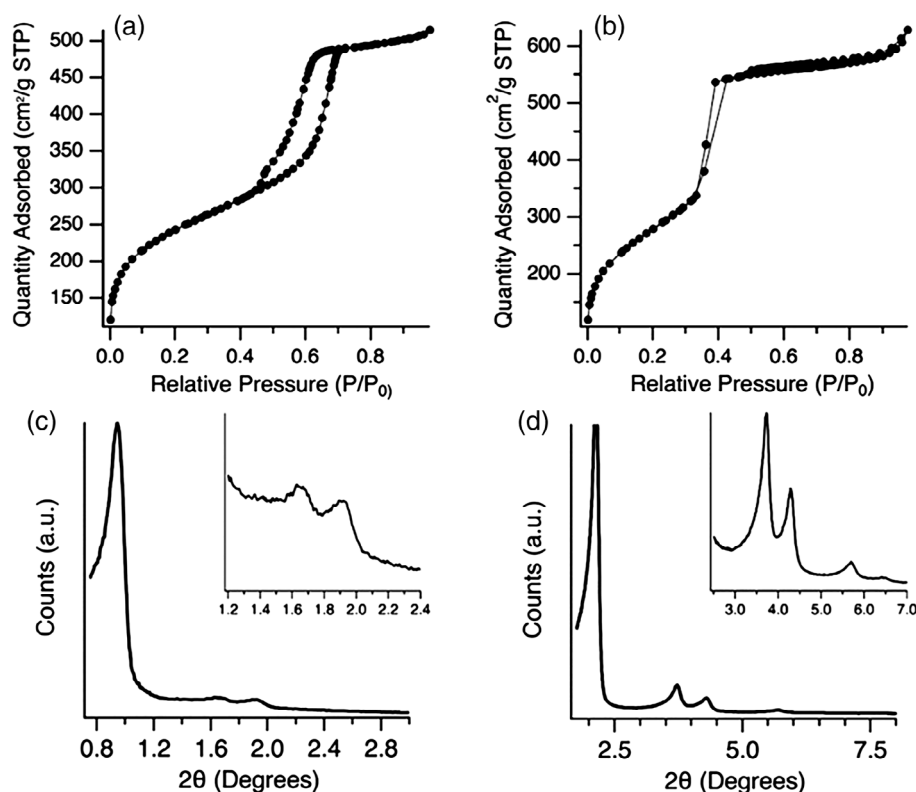 (a)
Quantity Adsorbed (cm²/g STP)
500
450
400
350
300
250
200
150
0.0 0.2 0.4 0.6 0.8
Relative Pressure (P/P₀)
(b)
Quantity Adsorbed (cm²/g STP)
600
500
400
300
200
0.0 0.2 0.4 0.6 0.8
Relative Pressure (P/P₀)
(c)
Counts (a.u.)
1.2 1.4 1.6 1.8 2.0 2.2 2.4
0.8 1.2 1.6 2.0 2.4 2.8
2θ (Degrees)
(d)
Counts (a.u.)
3.0 4.0 5.0 6.0 7.0
2.5 5.0 7.5
2θ (Degrees)